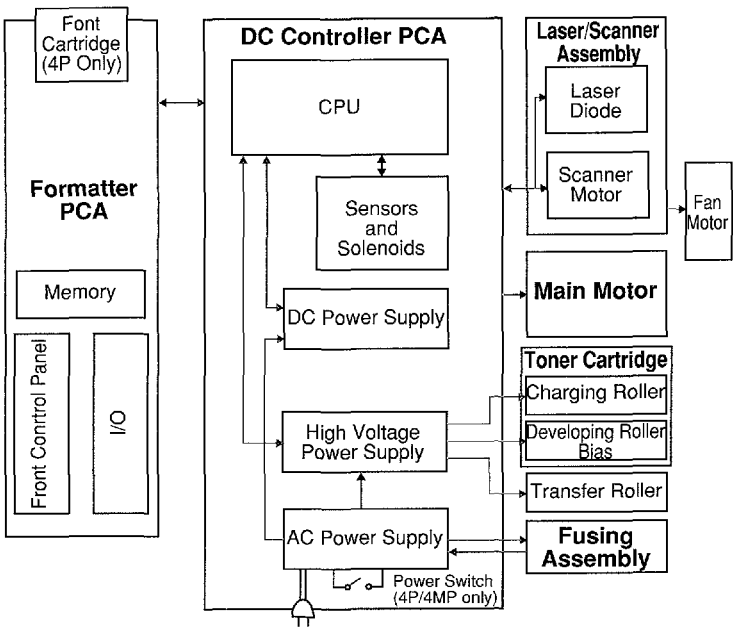 Font
Cartridge
(4P Only)
Formatter
PCA
Memory
Front Conrtrol Panel
I/O
DC Controller PCA
CPU
Sensors
and
Solenoids
DC Power Supply
High Voltage
Power Supply
AC Power Supply
Power Switch
(4P/4MP only)
Laser/Scanner
Assembly
Laser
Diode
Scanner
Motor
Fan
Motor
Main Motor
Toner Cartridge
Charging Roller
Developing Roller
Bias
Transfer Roller
Fusing
Assembly